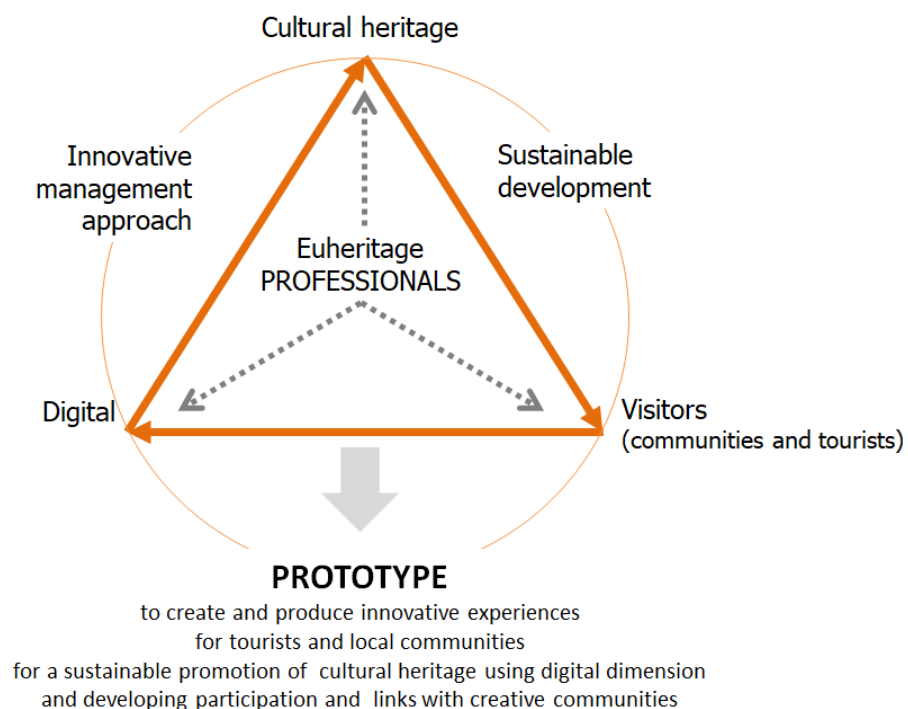 Cultural heritage
Innovative
management
approach
Sustainable
development
Euheritage
PROFESSIONALS
Digital
Visitors
(communities and tourists)
PROTOTYPE
to create and produce innovative experiences
for tourists and local communities
for a sustainable promotion of cultural heritage using digital dimension
and developing participation and links with creative communities